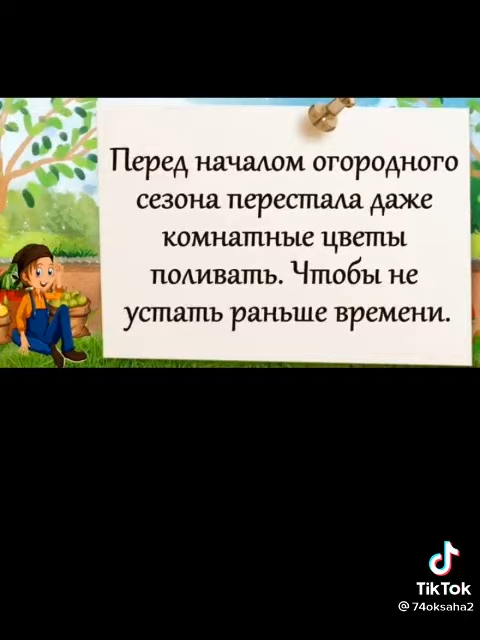 Перед началом огородного
сезона перестала даже
комнатные цветы
поливать. Чтобы не
устать раньше времени.
TikTok
@74oksaha2